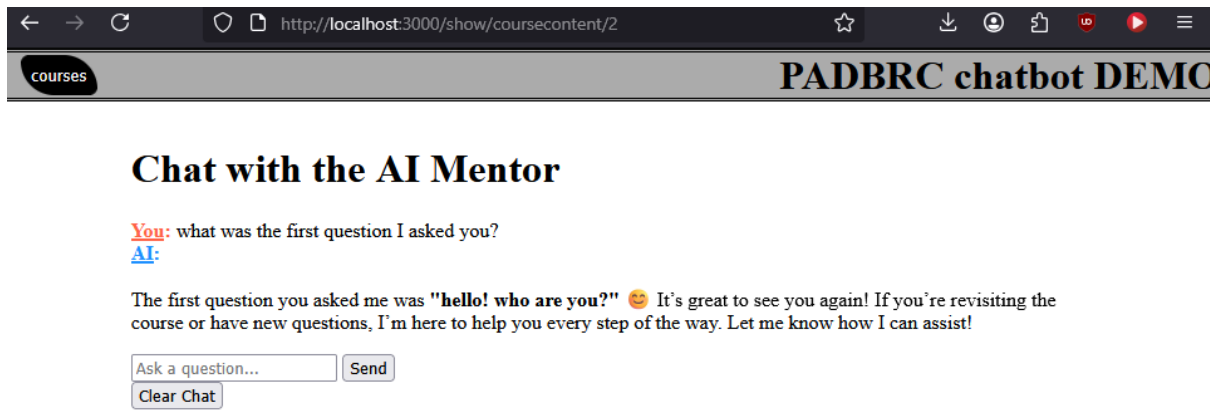 http://localhost:3000/show/coursecontent/2
courses
PADBRC chatbot DEMO
Chat with the AI Mentor
You: what was the first question I asked you?
AI:
The first question you asked me was "hello! who are you?" 😊 It's great to see you again! If you're revisiting the
course or have new questions, I'm here to help you every step of the way. Let me know how I can assist!
Ask a question...
Send
Clear Chat